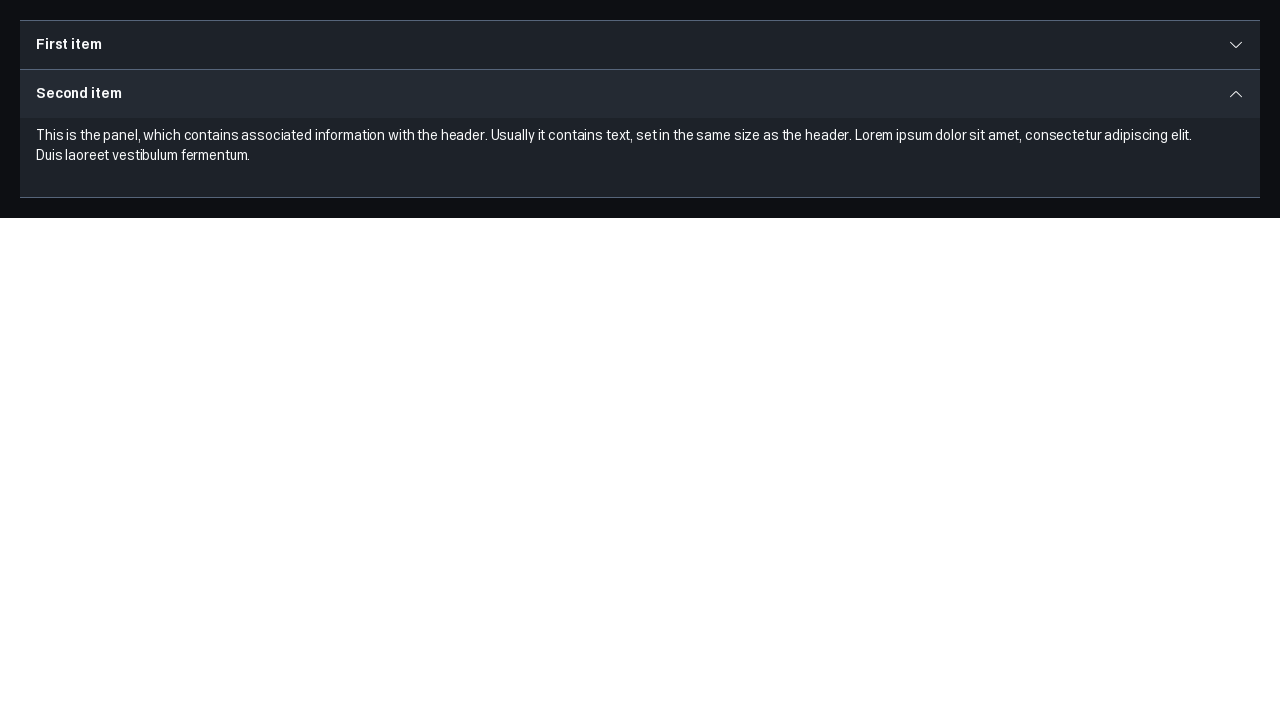 First item
Second item
This is the panel, which contains associated information with the header. Usually it contains text, set in the same size as the header. Lorem ipsum dolor sit amet, consectetur adipiscing elit.
Duis laoreet vestibulum fermentum.